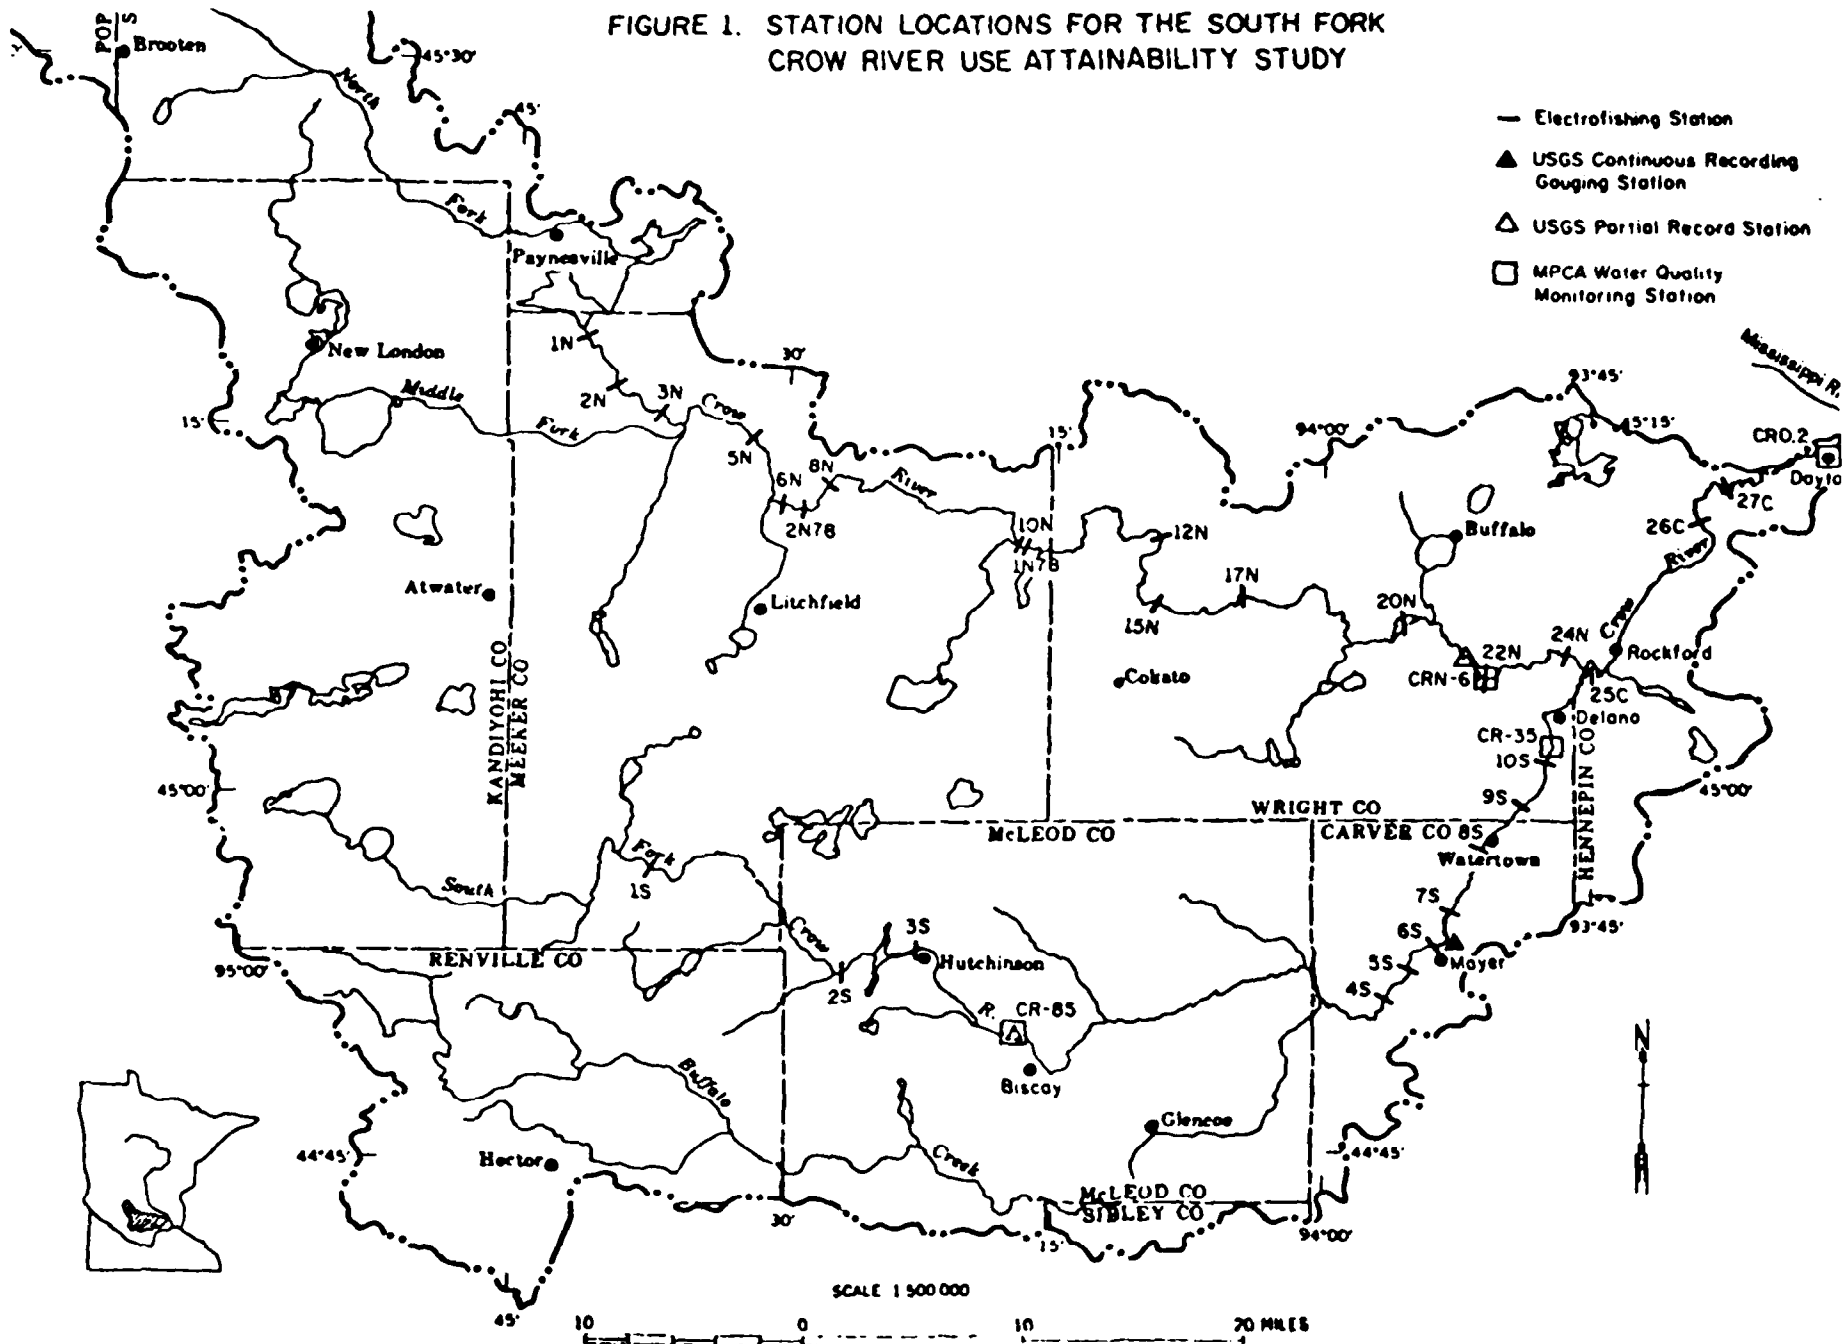 FIGURE 1. STATION LOCATIONS FOR THE SOUTH FORK
CROW RIVER USE ATTAINABILITY STUDY
Electrofishing Station
USGS Continuous Recording
Gouging Station
USGS Partial Record Station
MPCA Water Quality
Monitoring Station
POP
S
Brooten
45°30'
45'
North
Fork
Paynesville
New London
1N
2N
3N
Crow
Middle
Fork
15'
5N
30'
6N
8N
2N78
River
15'
10N
1N78
12N
94°00'
93°45'
45°15'
Mississippi R.
CR0.2
Dayto
27C
26C
River
Crow
Buffalo
Atwater
Litchfield
15N
17N
20N
22N
24N
CRN-6
Rockford
25C
Delano
Cokato
CR-35
10S
9S
KANDIYOHI CO
MEEKER CO
45°00'
WRIGHT CO
McLEOD CO
CARVER CO
8S
Watertown
HENNEPIN CO
45°00'
Fork
1S
South
7S
6S
93°45'
Mayer
5S
4S
Crow
3S
Hutchinson
2S
RENVILLE CO
95°00'
R.
CR-85
Biscay
N
Buffalo
Creek
Glencoe
44°45'
Hector
44°45'
McLEOD CO
SIBLEY CO
30'
15'
94°00'
45'
SCALE 1 500 000
10
0
10
20 MILES